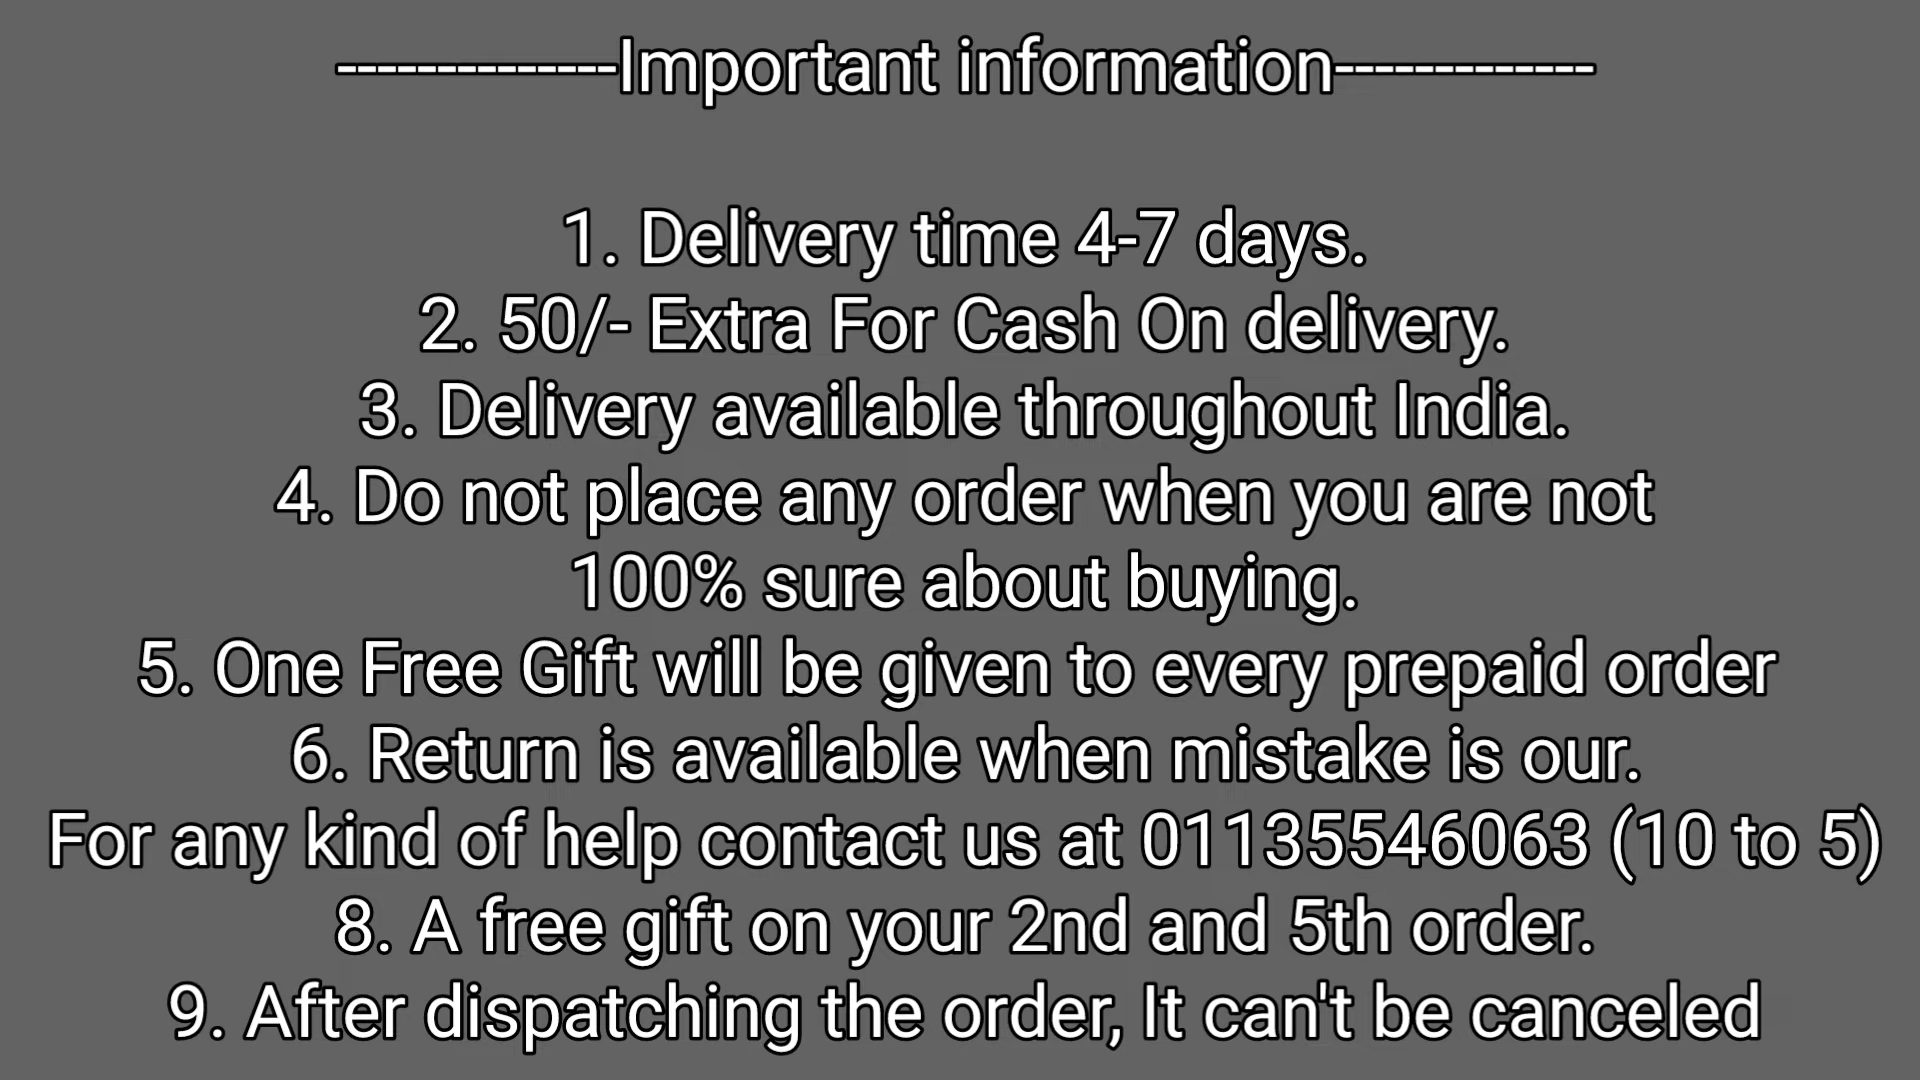 --------------Important information-------------
1. Delivery time 4-7 days.
2. 50/- Extra For Cash On delivery.
3. Delivery available throughout India.
4. Do not place any order when you are not
100% sure about buying.
5. One Free Gift will be given to every prepaid order
6. Return is available when mistake is our.
For any kind of help contact us at 01135546063 (10 to 5)
8. A free gift on your 2nd and 5th order.
9. After dispatching the order, It can't be canceled